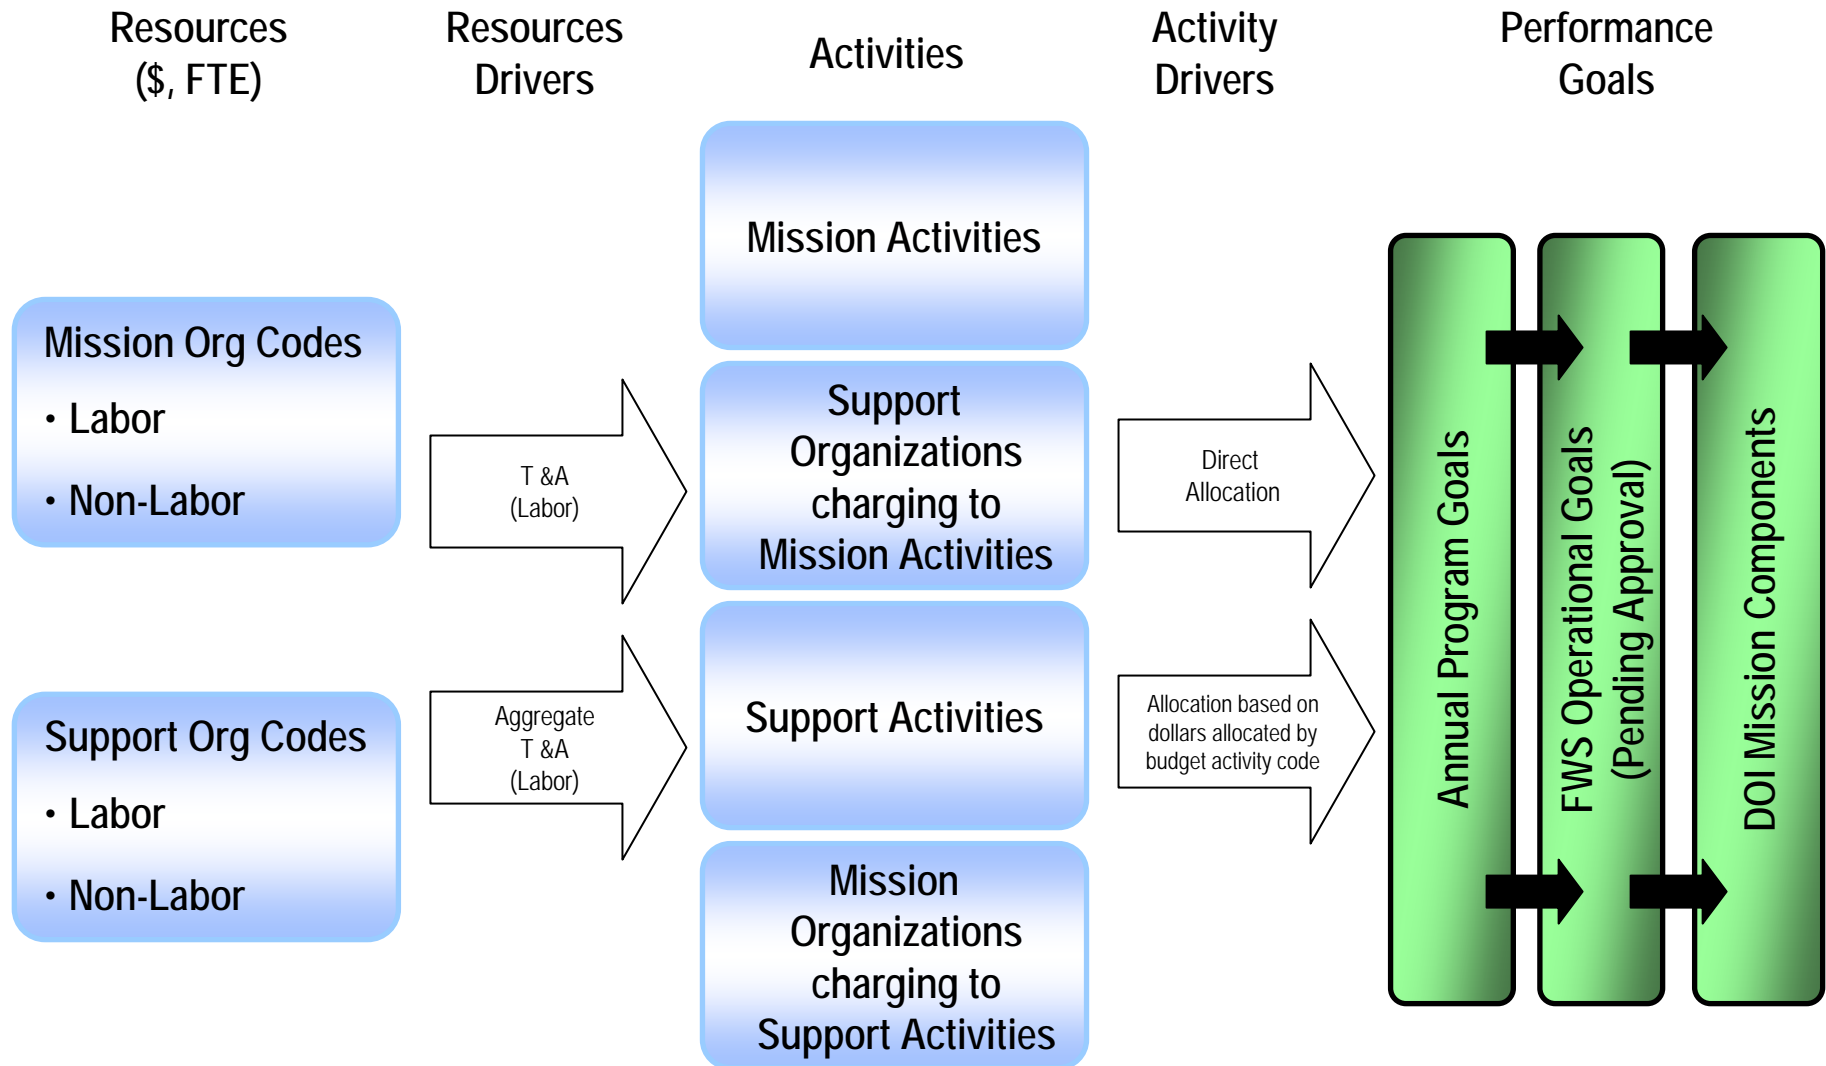 Resources
($, FTE)
Resources
Drivers
Activities
Activity
Drivers
Performance
Goals
Mission Org Codes
• Labor
• Non-Labor
Support Org Codes
• Labor
• Non-Labor
T &A
(Labor)
Aggregate
T &A
(Labor)
Mission Activities
Support
Organizations
charging to
Mission Activities
Support Activities
Mission
Organizations
charging to
Support Activities
Direct
Allocation
Allocation based on
dollars allocated by
budget activity code
Annual Program Goals
FWS Operational Goals
(Pending Approval)
DOI Mission Components